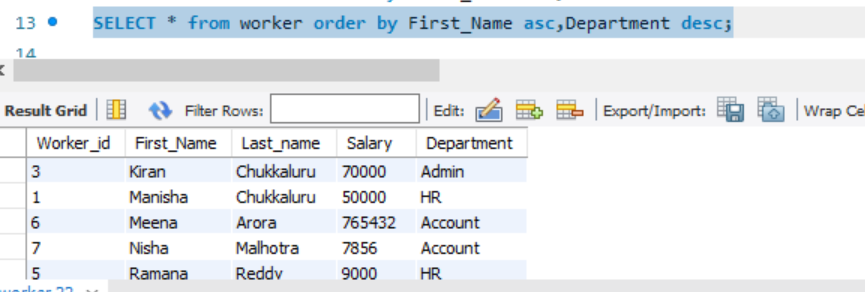 13 SELECT * from worker order by First_Name asc,Department desc;
14
Result Grid Filter Rows: Edit: Export/Import: Wrap Ce
Worker_id First_Name Last_name Salary Department
3 Kiran Chukkaluru 70000 Admin
1 Manisha Chukkaluru 50000 HR
6 Meena Arora 765432 Account
7 Nisha Malhotra 7856 Account
5 Ramana Reddy 9000 HR